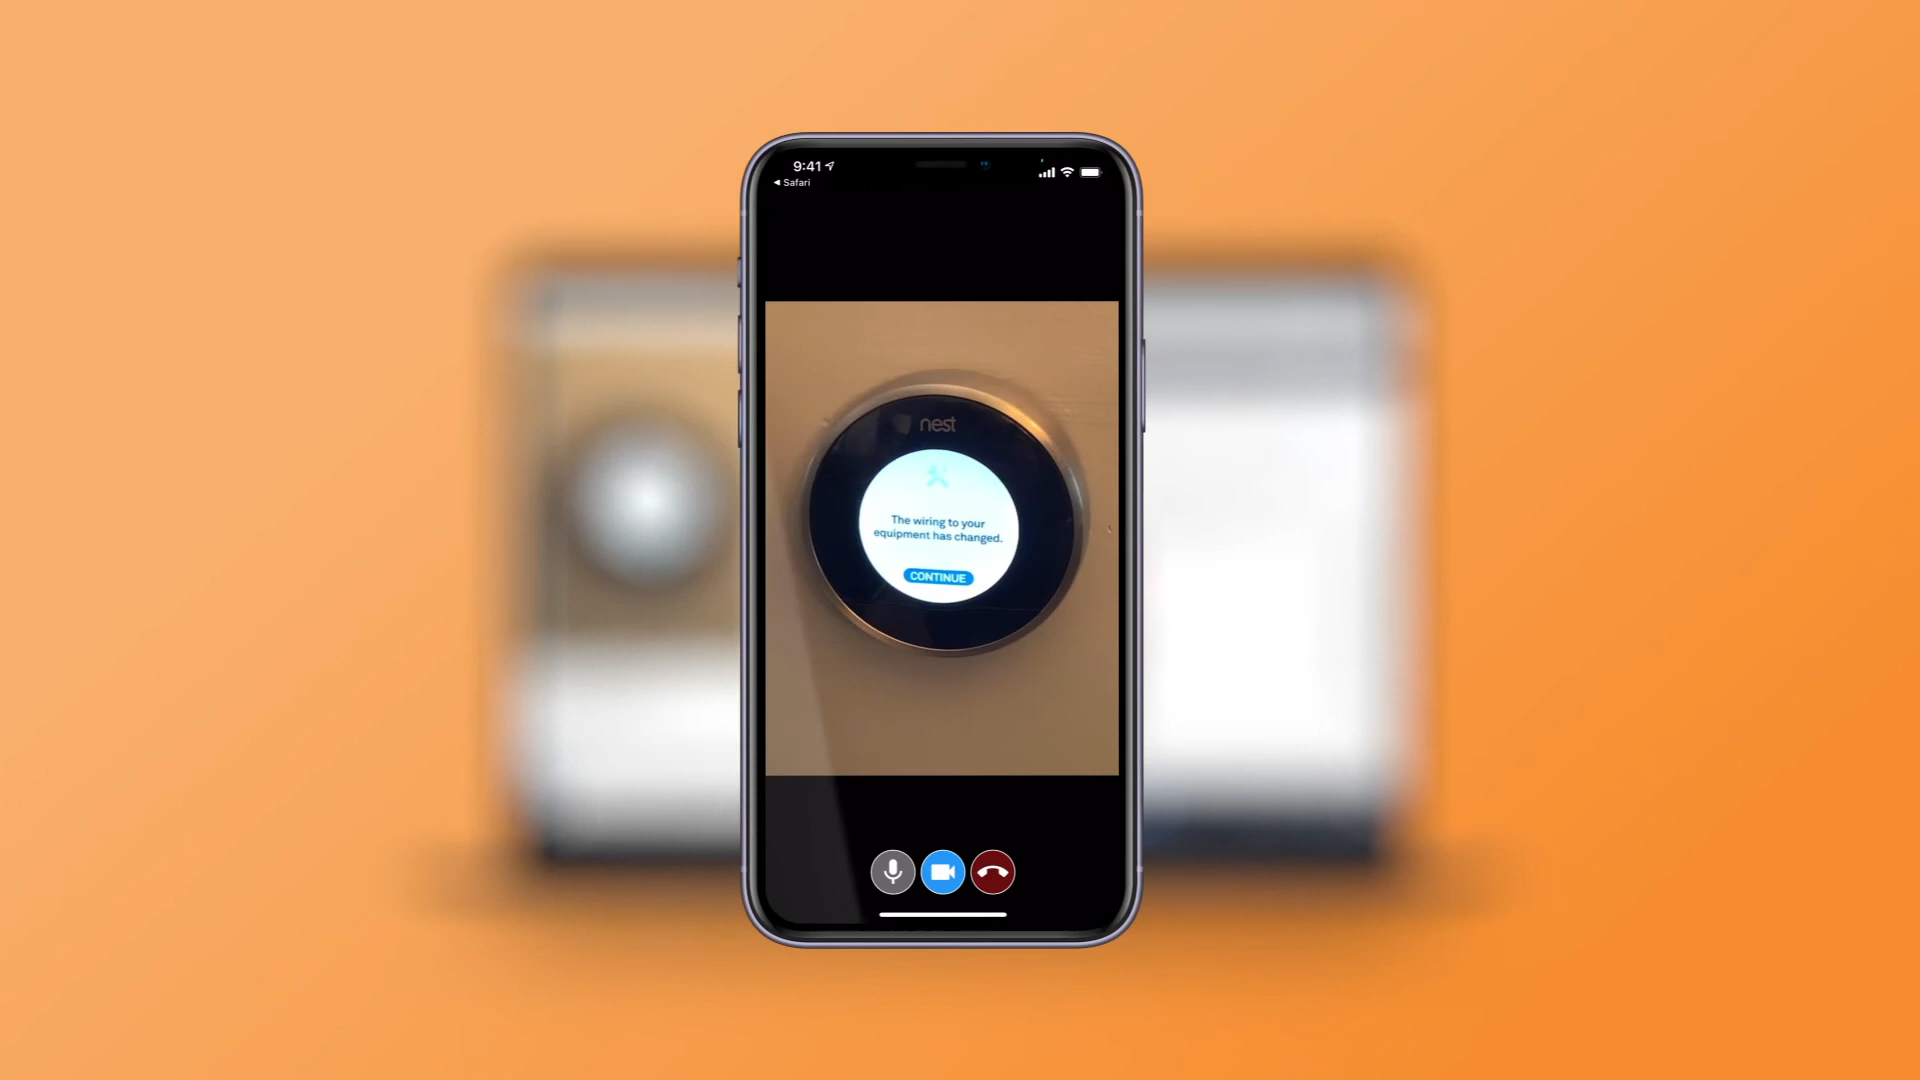 9:41
◀ Safari
nest
The wiring to your
equipment has changed.
CONTINUE